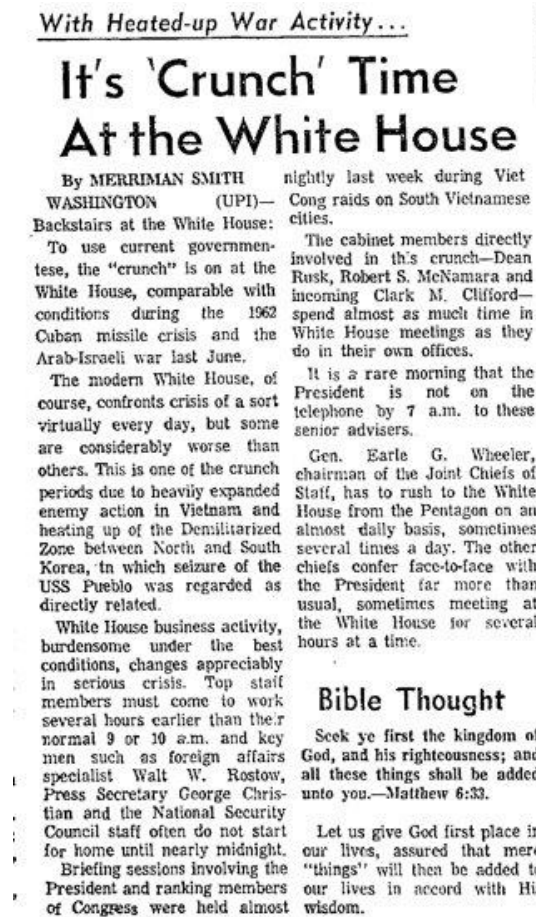 With Heated-up War Activity...
It's 'Crunch' Time
At the White House
By MERRIMAN SMITH
WASHINGTON (UPI)—
Backstairs at the White House:
To use current governmen-
tese, the "crunch" is on at the
White House, comparable with
conditions during the 1962
Cuban missile crisis and the
Arab-Israeli war last June.
The modern White House, of
course, confronts crisis of a sort
virtually every day, but some
are considerably worse than
others. This is one of the crunch
periods due to heavily expanded
enemy action in Vietnam and
heating up of the Demilitarized
Zone between North and South
Korea, in which seizure of the
USS Pueblo was regarded as
directly related.
White House business activity,
burdensome under the best
conditions, changes appreciably
in serious crisis. Top staff
members must come to work
several hours earlier than their
normal 9 or 10 a.m. and key
men such as foreign affairs
specialist Walt W. Rostow,
Press Secretary George Chris-
tian and the National Security
Council staff often do not start
for home until nearly midnight.
Briefing sessions involving the
President and ranking members
of Congress were held almost
nightly last week during Viet
Cong raids on South Vietnamese
cities.
The cabinet members directly
involved in this crunch—Dean
Rusk, Robert S. McNamara and
incoming Clark M. Clifford—
spend almost as much time in
White House meetings as they
do in their own offices.
It is a rare morning that the
President is not on the
telephone by 7 a.m. to these
senior advisers.
Gen. Earle G. Wheeler,
chairman of the Joint Chiefs of
Staff, has to rush to the White
House from the Pentagon on an
almost daily basis, sometimes
several times a day. The other
chiefs confer face-to-face with
the President far more than
usual, sometimes meeting at
the White House for several
hours at a time.
Bible Thought
Seek ye first the kingdom of
God, and his righteousness; and
all these things shall be added
unto you.—Matthew 6:33.
Let us give God first place in
our lives, assured that mere
"things" will then be added to
our lives in accord with His
wisdom.